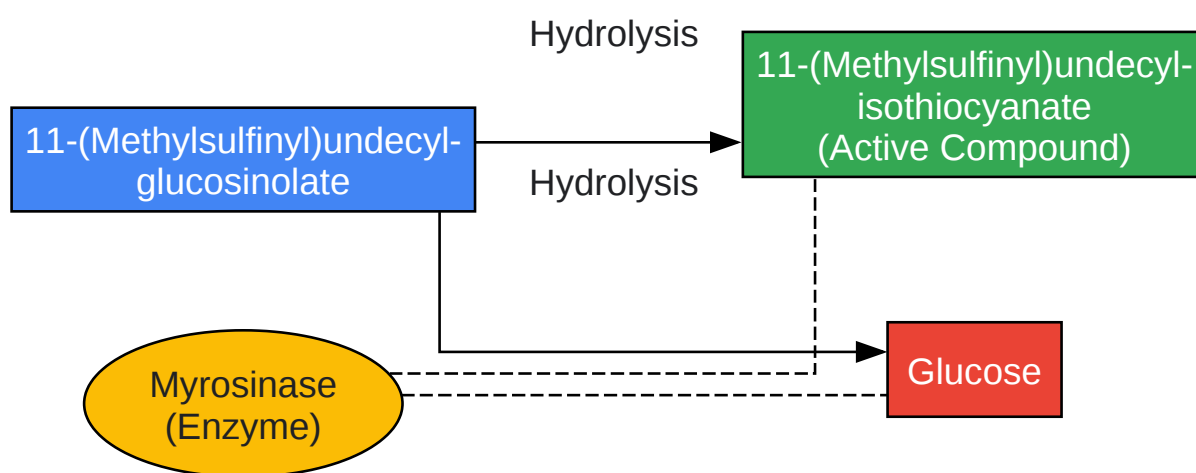 Hydrolysis
11-(Methylsulfinyl)undecyl-
isothiocyanate
(Active Compound)
11-(Methylsulfinyl)undecyl-
glucosinolate
Hydrolysis
Myrosinase
(Enzyme)
Glucose